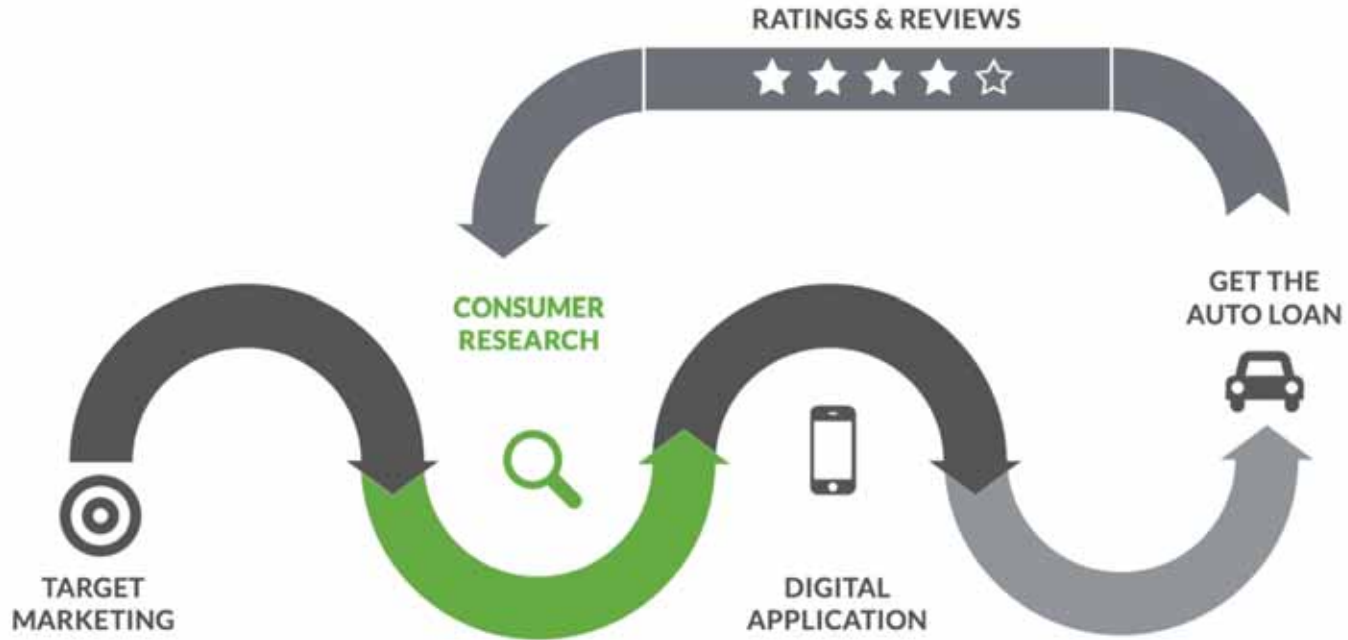 RATINGS & REVIEWS
CONSUMER
RESEARCH
GET THE
AUTO LOAN
TARGET
MARKETING
DIGITAL
APPLICATION